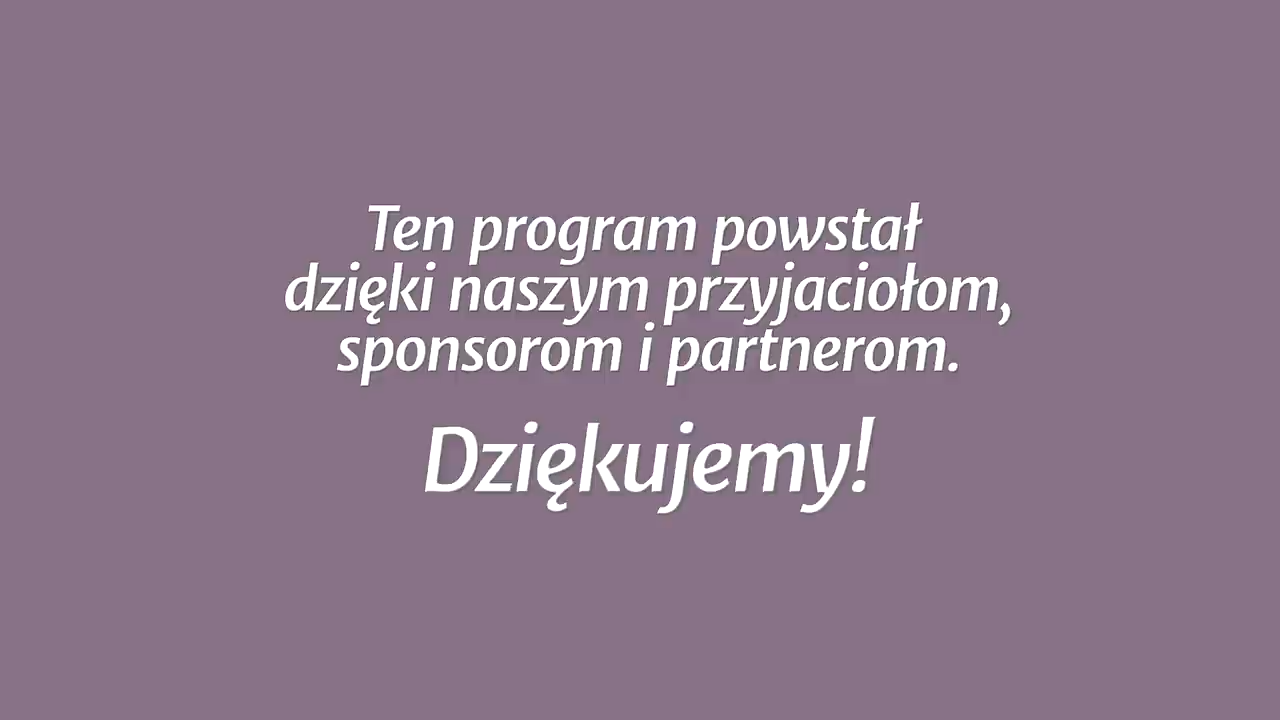 Ten program powstał
dzięki naszym przyjaciołom,
sponsorom i partnerom.
Dziękujemy!